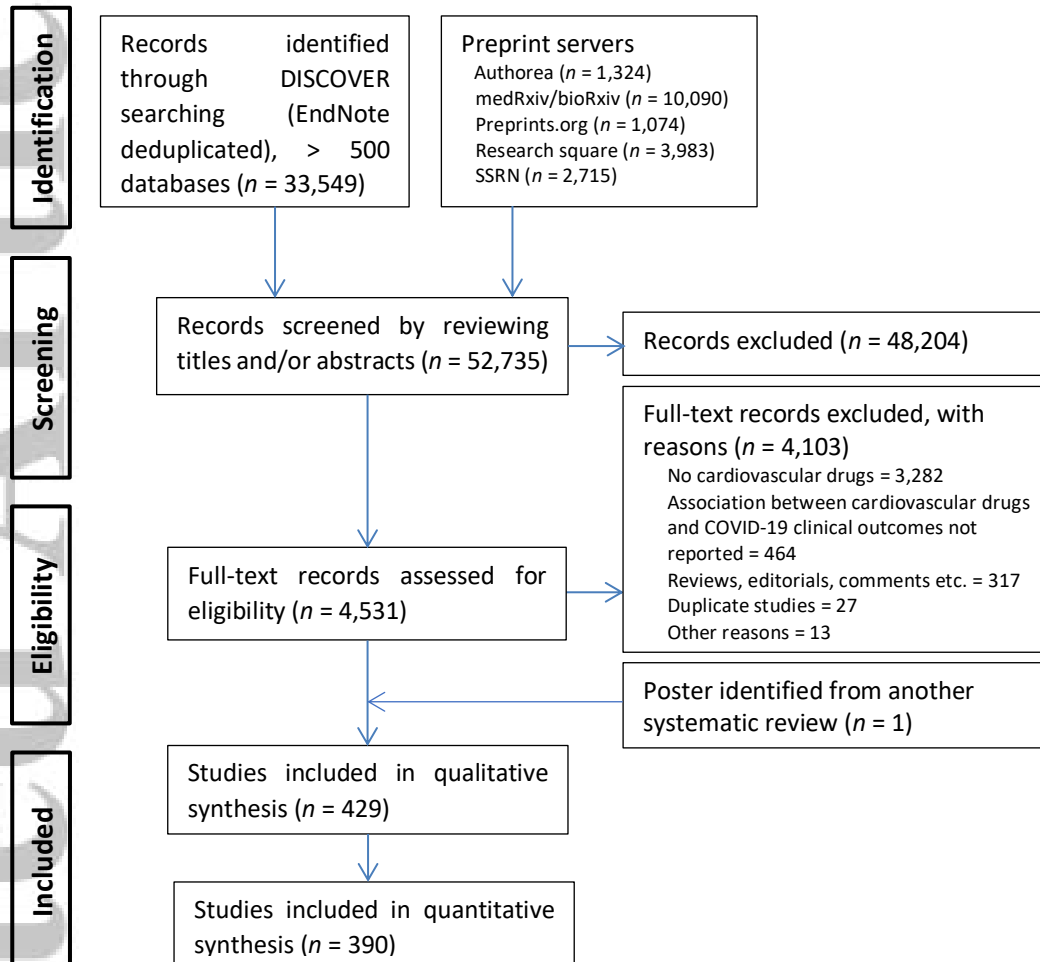 Identification
Records identified
through DISCOVER
searching (EndNote
deduplicated), > 500
databases (n = 33,549)
Preprint servers
Authorea (n = 1,324)
medRxiv/bioRxiv (n = 10,090)
Preprints.org (n = 1,074)
Research square (n = 3,983)
SSRN (n = 2,715)
Screening
Records screened by reviewing
titles and/or abstracts (n = 52,735)
Records excluded (n = 48,204)
Full-text records excluded, with
reasons (n = 4,103)
No cardiovascular drugs = 3,282
Association between cardiovascular drugs
and COVID-19 clinical outcomes not
reported = 464
Reviews, editorials, comments etc. = 317
Duplicate studies = 27
Other reasons = 13
Eligibility
Full-text records assessed for
eligibility (n = 4,531)
Poster identified from another
systematic review (n = 1)
Included
Studies included in qualitative
synthesis (n = 429)
Studies included in quantitative
synthesis (n = 390)